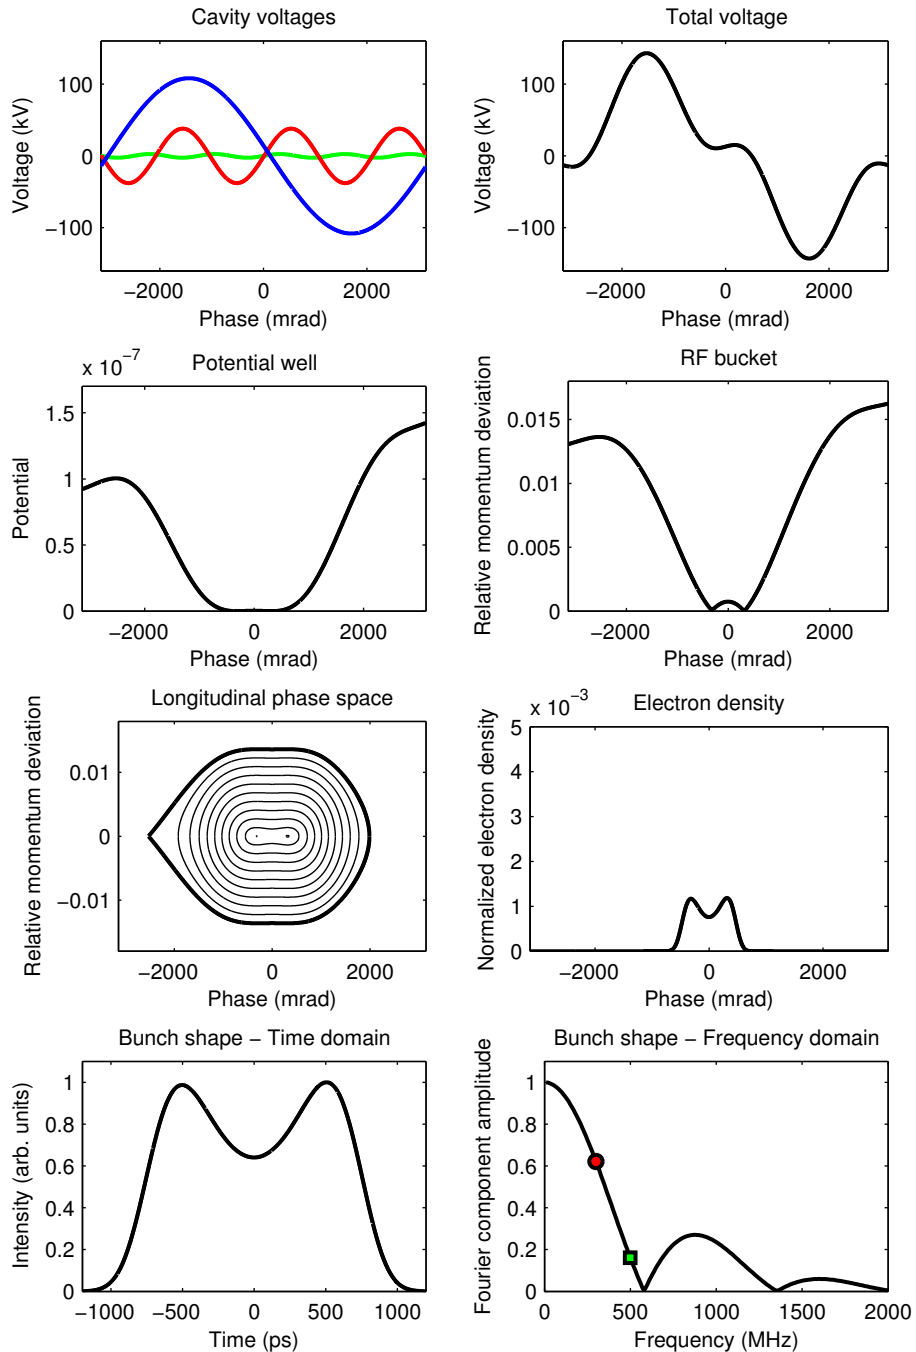 Cavity voltages
Voltage (kV)
100
0
−100
−2000 0 2000
Phase (mrad)
Total voltage
Voltage (kV)
100
0
−100
−2000 0 2000
Phase (mrad)
x 10−7
Potential well
Potential
1.5
1
0.5
0
−2000 0 2000
Phase (mrad)
RF bucket
Relative momentum deviation
0.015
0.01
0.005
0
−2000 0 2000
Phase (mrad)
Longitudinal phase space
Relative momentum deviation
0.01
0
−0.01
−2000 0 2000
Phase (mrad)
x 10−3
Electron density
Normalized electron density
5
4
3
2
1
0
−2000 0 2000
Phase (mrad)
Bunch shape − Time domain
Intensity (arb. units)
1
0.8
0.6
0.4
0.2
0
−1000 −500 0 500 1000
Time (ps)
Bunch shape − Frequency domain
Fourier component amplitude
1
0.8
0.6
0.4
0.2
0
0 500 1000 1500 2000
Frequency (MHz)